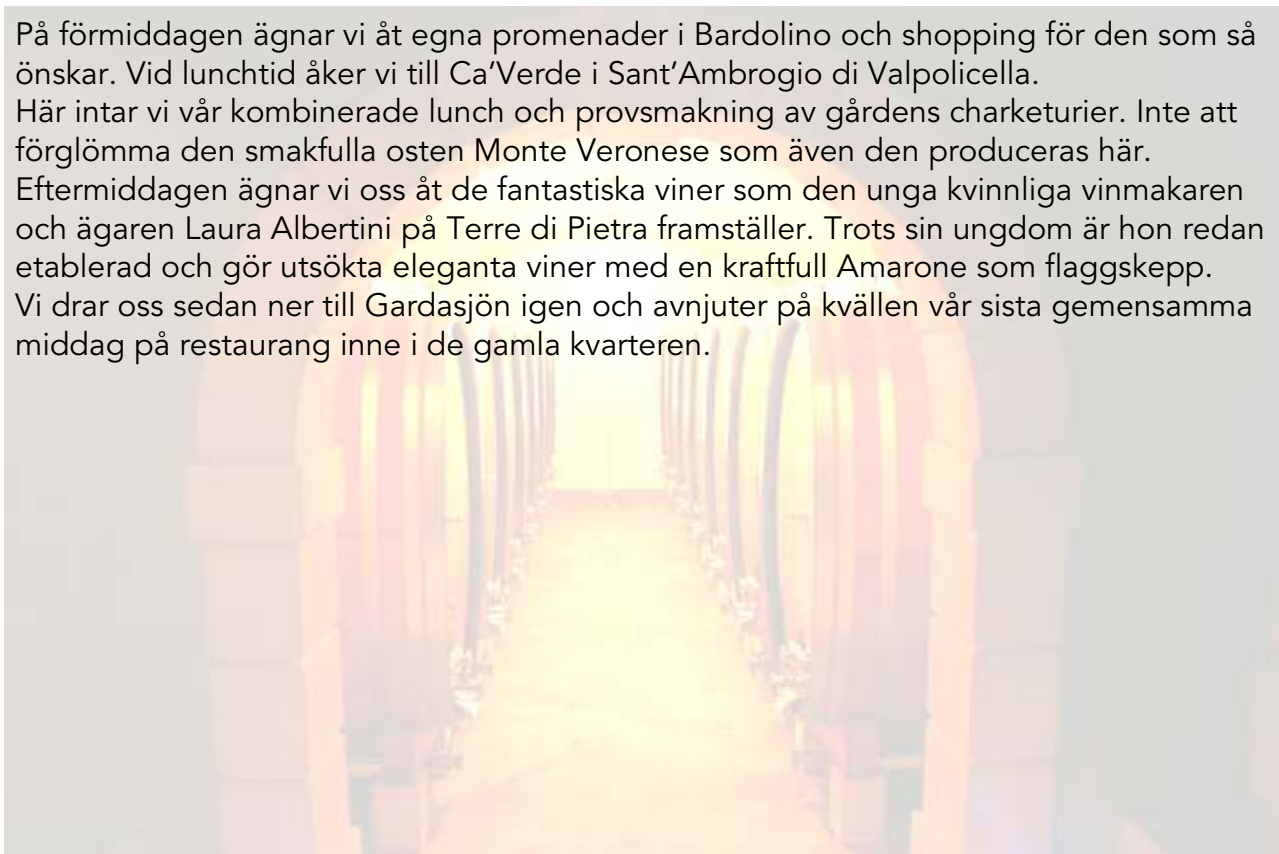 På förmiddagen ägnar vi åt egna promenader i Bardolino och shopping för den som så
önskar. Vid lunchtid åker vi till Ca’Verde i Sant’Ambrogio di Valpolicella.
Här intar vi vår kombinerade lunch och provsmakning av gårdens charketurier. Inte att
förglömma den smakfulla osten Monte Veronese som även den produceras här.
Eftermiddagen ägnar vi oss åt de fantastiska viner som den unga kvinnliga vinmakaren
och ägaren Laura Albertini på Terre di Pietra framställer. Trots sin ungdom är hon redan
etablerad och gör utsökta eleganta viner med en kraftfull Amarone som flaggskepp.
Vi drar oss sedan ner till Gardasjön igen och avnjuter på kvällen vår sista gemensamma
middag på restaurang inne i de gamla kvarteren.